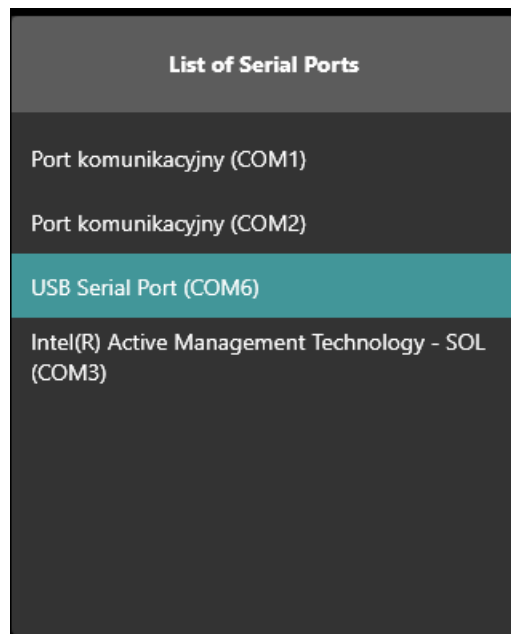 List of Serial Ports
Port komunikacyjny (COM1)
Port komunikacyjny (COM2)
USB Serial Port (COM6)
Intel(R) Active Management Technology - SOL
(COM3)